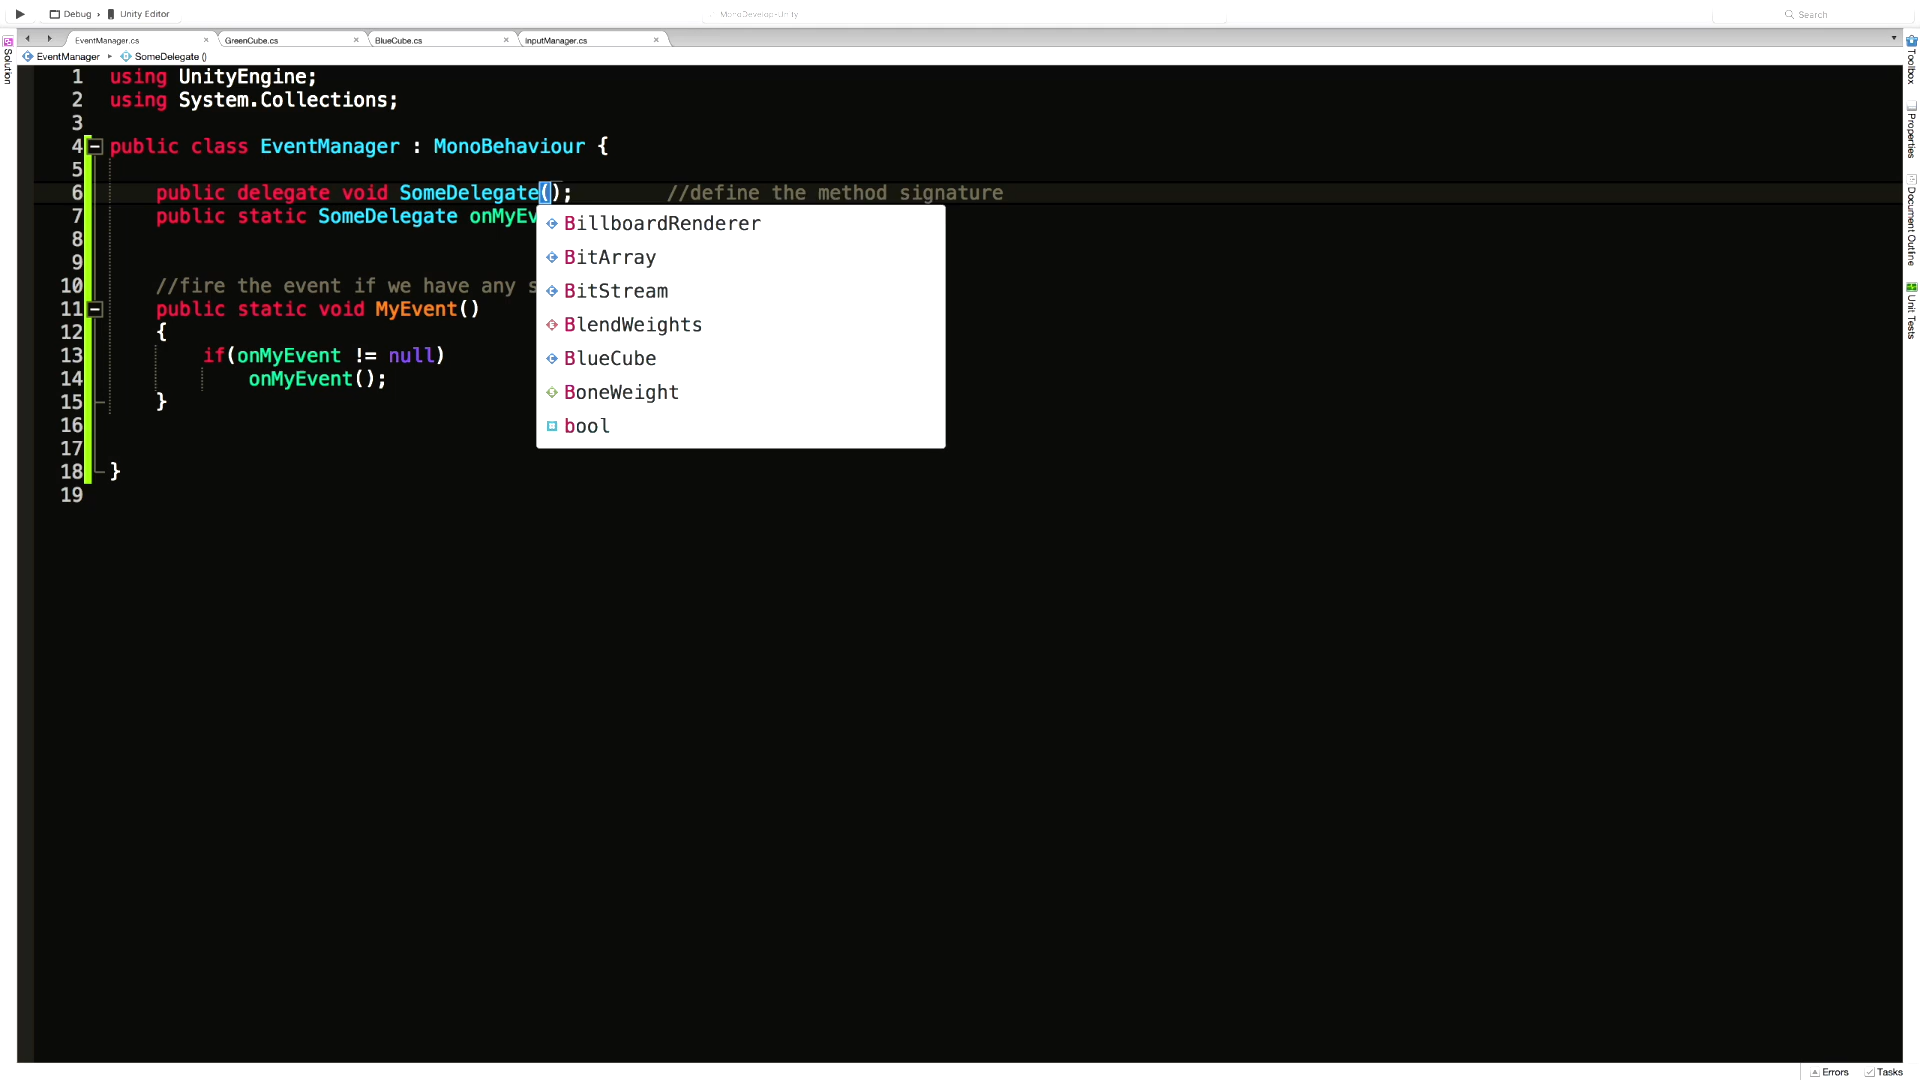 Debug › Unity Editor
MonoDevelop-Unity
Search
EventManager.cs
GreenCube.cs
BlueCube.cs
InputManager.cs
EventManager
SomeDelegate ()
Solution
Toolbox
Properties
Document Outline
Unit Tests
1 using UnityEngine;
2 using System.Collections;
3
4 public class EventManager : MonoBehaviour {
5
6 public delegate void SomeDelegate(); //define the method signature
7 public static SomeDelegate onMyEv
8
9
10 //fire the event if we have any s
11 public static void MyEvent()
12 {
13 if(onMyEvent != null)
14 onMyEvent();
15 }
16
17
18 }
19
BillboardRenderer
BitArray
BitStream
BlendWeights
BlueCube
BoneWeight
bool
Errors
Tasks